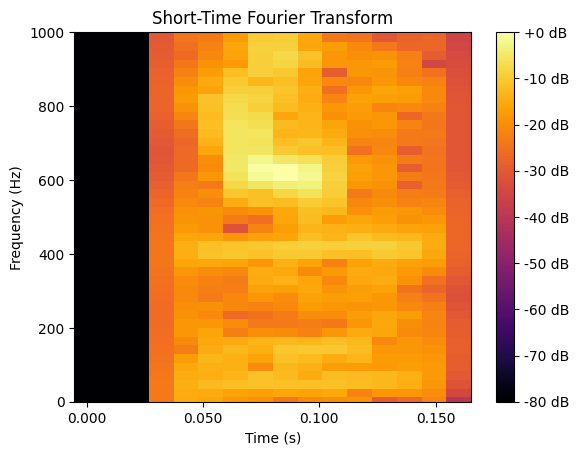 Short-Time Fourier Transform
1000
800
600
400
200
0
Frequency (Hz)
0.000
0.050
0.100
0.150
Time (s)
+0 dB
-10 dB
-20 dB
-30 dB
-40 dB
-50 dB
-60 dB
-70 dB
-80 dB